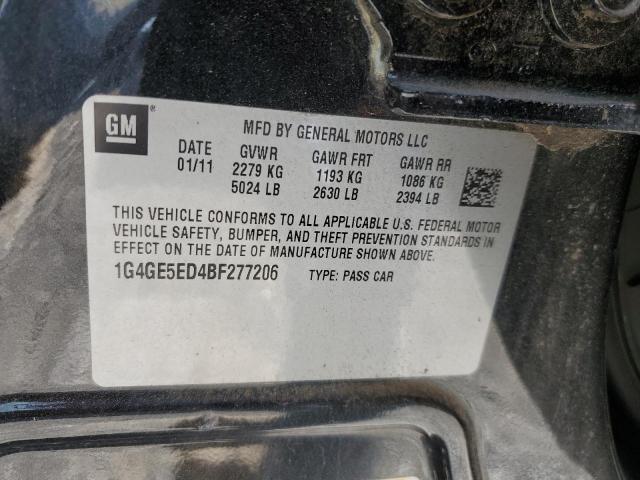 GM®
MFD BY GENERAL MOTORS LLC
DATE GVWR GAWR FRT GAWR RR
01/11 2279 KG 1193 KG 1086 KG
5024 LB 2630 LB 2394 LB
THIS VEHICLE CONFORMS TO ALL APPLICABLE U.S. FEDERAL MOTOR
VEHICLE SAFETY, BUMPER, AND THEFT PREVENTION STANDARDS IN
EFFECT ON THE DATE OF MANUFACTURE SHOWN ABOVE.
1G4GE5ED4BF277206 TYPE: PASS CAR